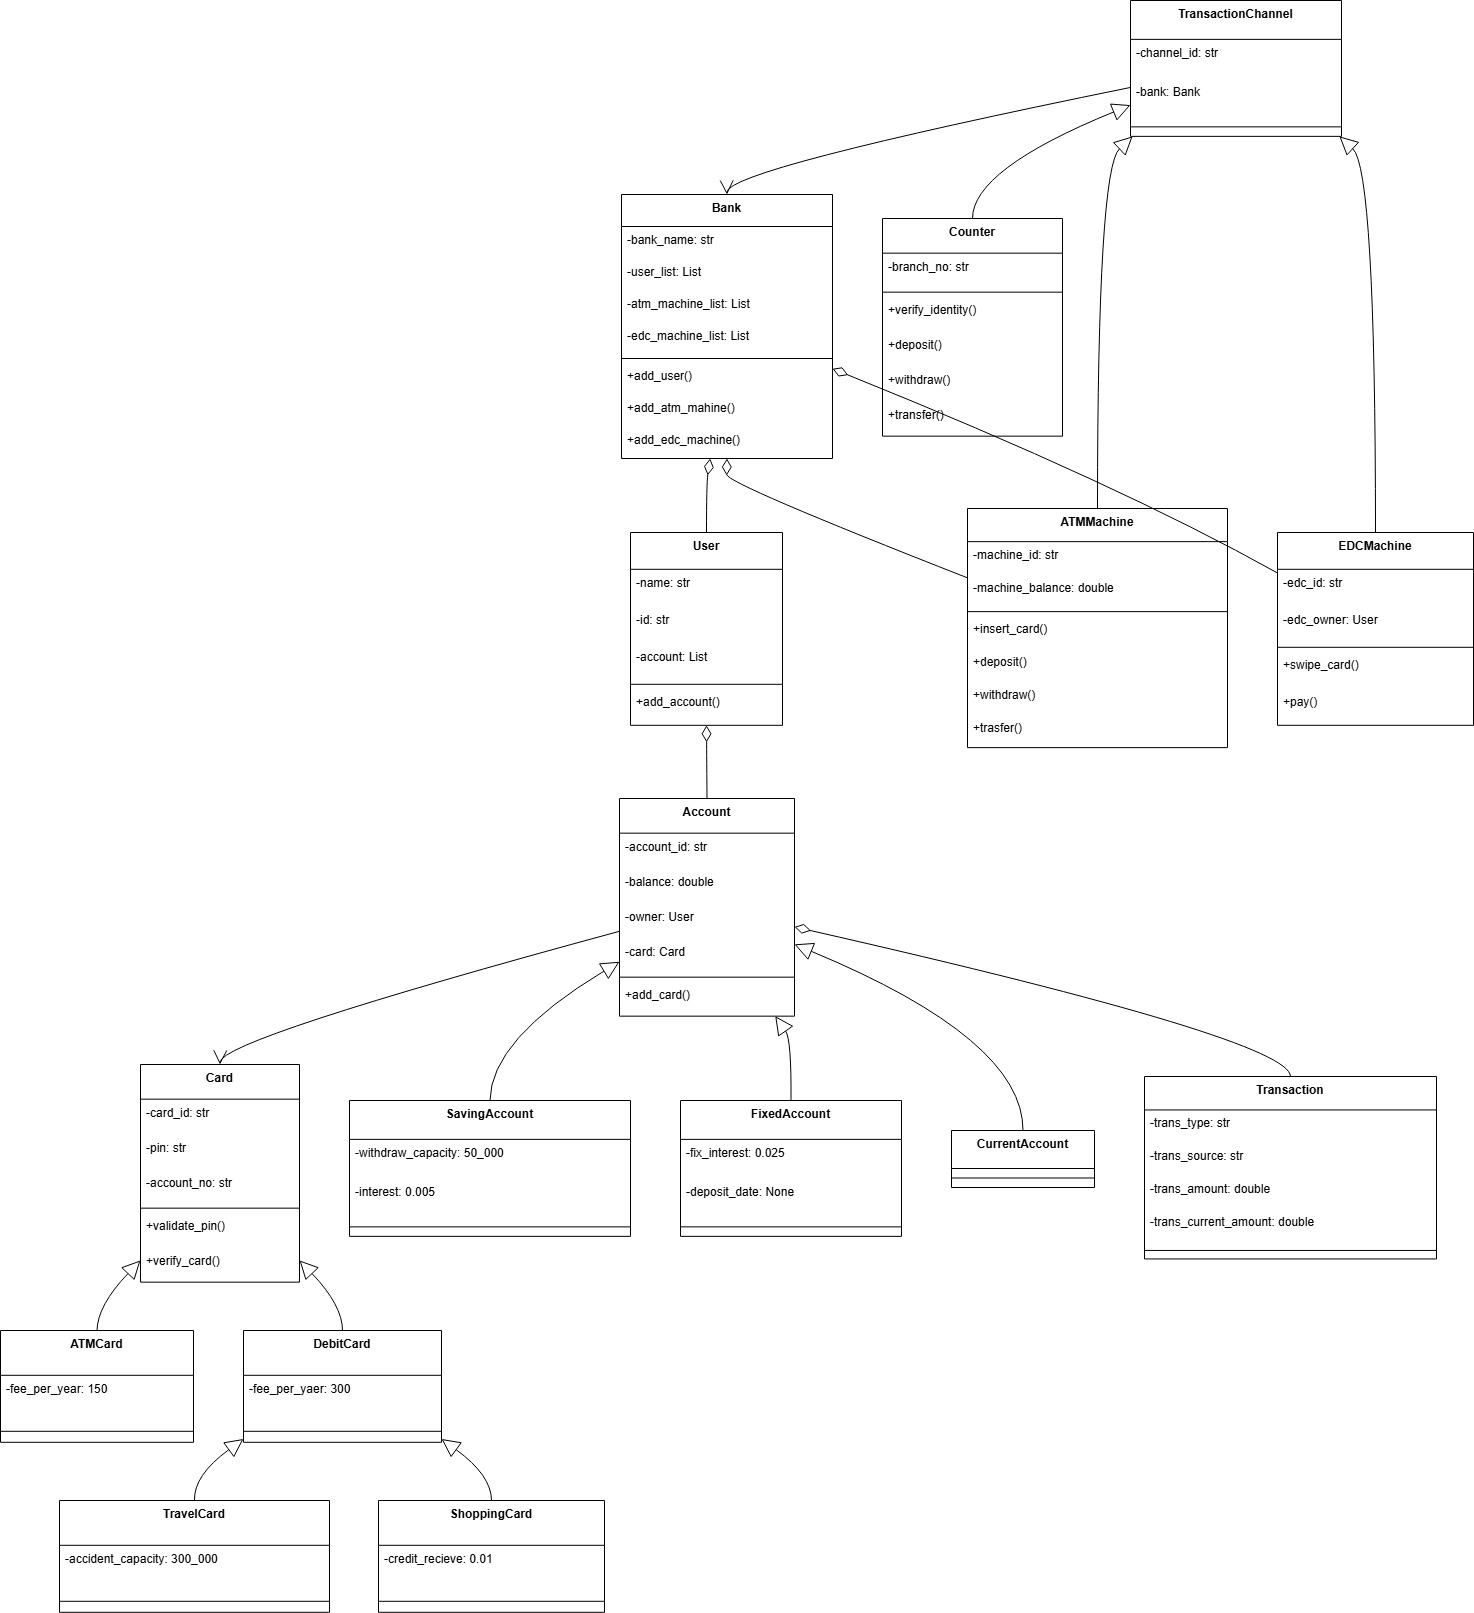 TransactionChannel
-channel_id: str
-bank: Bank
Bank
-bank_name: str
-user_list: List
-atm_machine_list: List
-edc_machine_list: List
+add_user()
+add_atm_mahine()
+add_edc_machine()
Counter
-branch_no: str
+verify_identity()
+deposit()
+withdraw()
+transfer()
User
-name: str
-id: str
-account: List
+add_account()
ATMMachine
-machine_id: str
-machine_balance: double
+insert_card()
+deposit()
+withdraw()
+trasfer()
EDCMachine
-edc_id: str
-edc_owner: User
+swipe_card()
+pay()
Account
-account_id: str
-balance: double
-owner: User
-card: Card
+add_card()
Card
-card_id: str
-pin: str
-account_no: str
+validate_pin()
+verify_card()
SavingAccount
-withdraw_capacity: 50_000
-interest: 0.005
FixedAccount
-fix_interest: 0.025
-deposit_date: None
CurrentAccount
Transaction
-trans_type: str
-trans_source: str
-trans_amount: double
-trans_current_amount: double
ATMCard
-fee_per_year: 150
DebitCard
-fee_per_yaer: 300
TravelCard
-accident_capacity: 300_000
ShoppingCard
-credit_recieve: 0.01